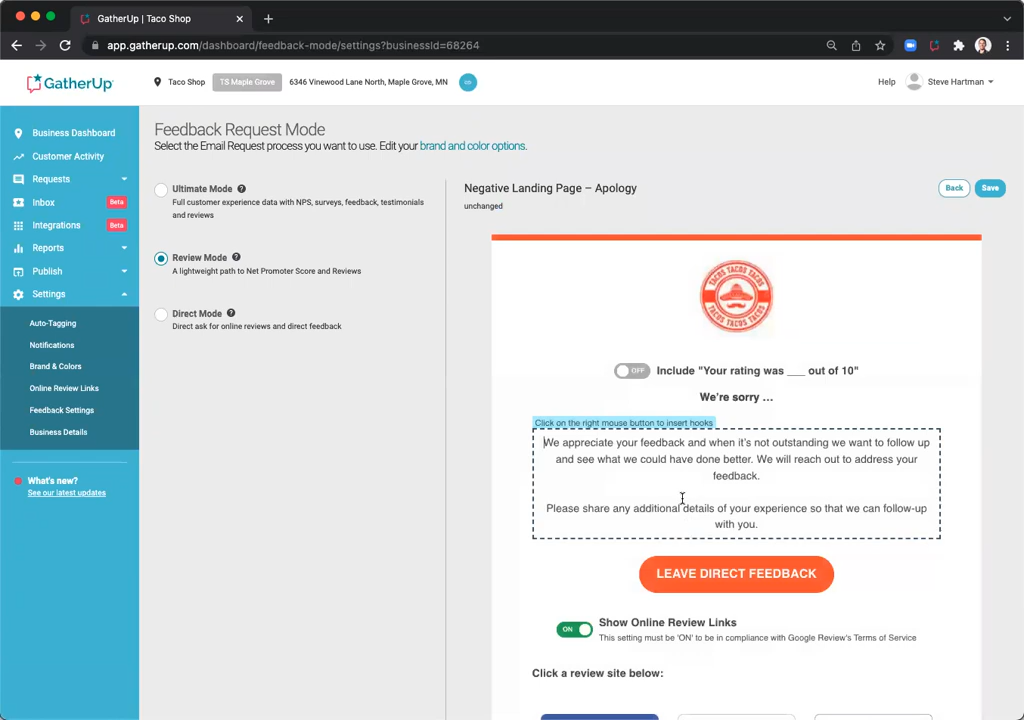 GatherUp | Taco Shop
app.gatherup.com/dashboard/feedback-mode/settings?businessId=68264
GatherUp
Taco Shop
TS Maple Grove
6346 Vinewood Lane North, Maple Grove, MN
Help
Steve Hartman
Business Dashboard
Customer Activity
Requests
Inbox
Beta
Integrations
Beta
Reports
Publish
Settings
Auto-Tagging
Notifications
Brand & Colors
Online Review Links
Feedback Settings
Business Details
What's new?
See our latest updates
Feedback Request Mode
Select the Email Request process you want to use. Edit your brand and color options.
Ultimate Mode
Full customer experience data with NPS, surveys, feedback, testimonials
and reviews
Review Mode
A lightweight path to Net Promoter Score and Reviews
Direct Mode
Direct ask for online reviews and direct feedback
Negative Landing Page – Apology
unchanged
Back
Save
TACOS TACOS TACOS
TACOS TACOS
OFF
Include "Your rating was ___ out of 10"
We're sorry ...
Click on the right mouse button to insert hooks
We appreciate your feedback and when it's not outstanding we want to follow up
and see what we could have done better. We will reach out to address your
feedback.
Please share any additional details of your experience so that we can follow-up
with you.
LEAVE DIRECT FEEDBACK
ON
Show Online Review Links
This setting must be 'ON' to be in compliance with Google Review's Terms of Service
Click a review site below: